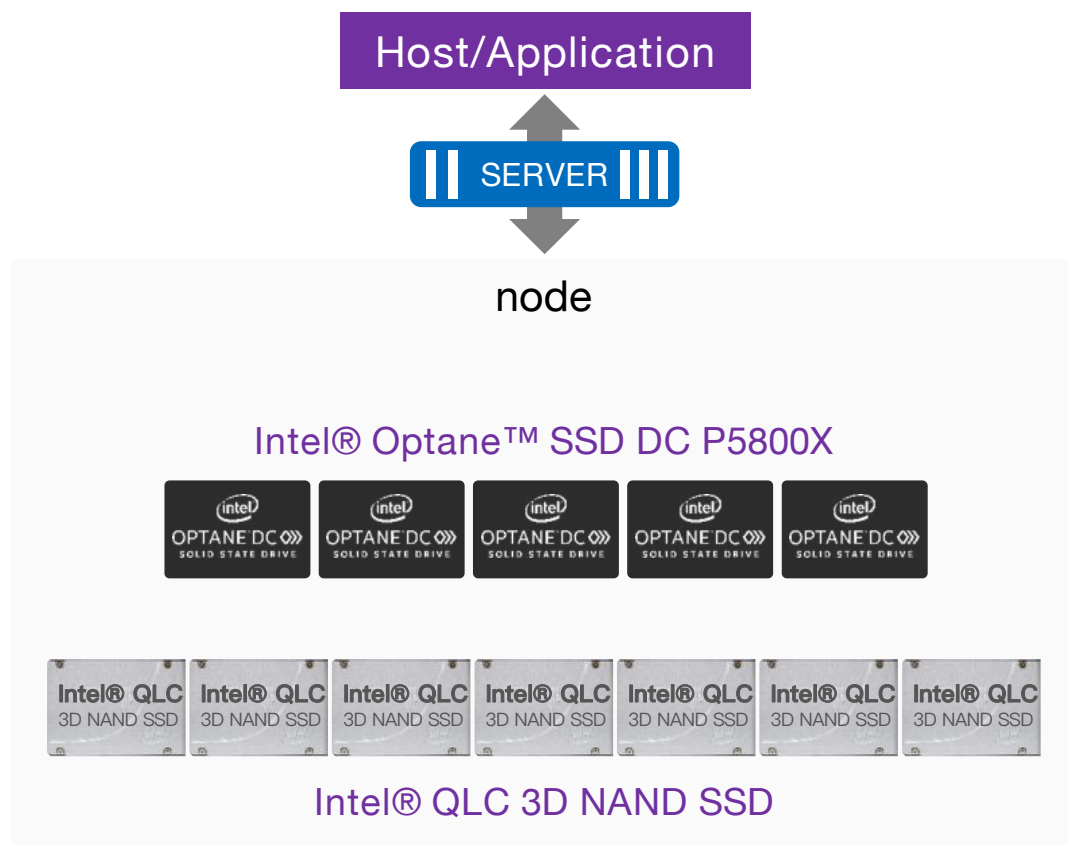 Host/Application
SERVER
node
Intel® Optane™ SSD DC P5800X
intel intel intel intel intel
OPTANE DC OPTANE DC OPTANE DC OPTANE DC OPTANE DC
SOLID STATE DRIVE SOLID STATE DRIVE SOLID STATE DRIVE SOLID STATE DRIVE SOLID STATE DRIVE
Intel® QLC Intel® QLC Intel® QLC Intel® QLC Intel® QLC Intel® QLC Intel® QLC
3D NAND SSD 3D NAND SSD 3D NAND SSD 3D NAND SSD 3D NAND SSD 3D NAND SSD 3D NAND SSD
Intel® QLC 3D NAND SSD